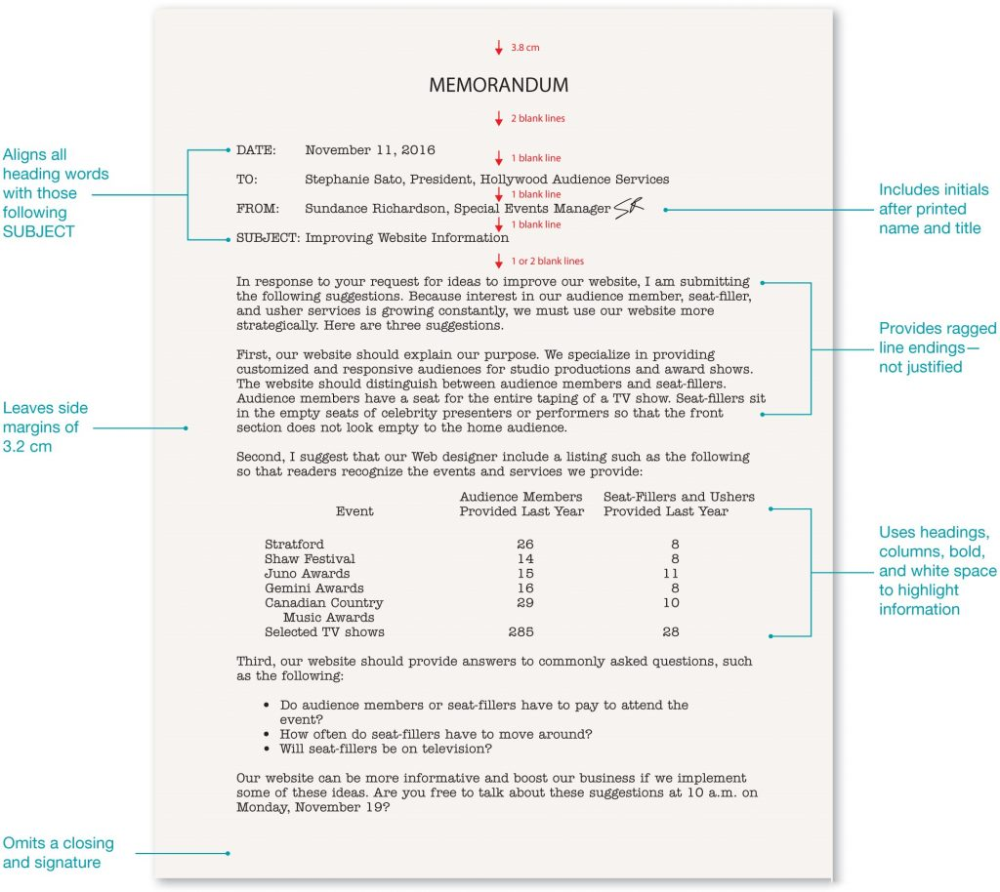 3.8 cm
MEMORANDUM
2 blank lines
DATE: November 11, 2016
1 blank line
TO: Stephanie Sato, President, Hollywood Audience Services
1 blank line
FROM: Sundance Richardson, Special Events Manager SR
1 blank line
SUBJECT: Improving Website Information
1 or 2 blank lines
In response to your request for ideas to improve our website, I am submitting
the following suggestions. Because interest in our audience member, seat-filler,
and usher services is growing constantly, we must use our website more
strategically. Here are three suggestions.
First, our website should explain our purpose. We specialize in providing
customized and responsive audiences for studio productions and award shows.
The website should distinguish between audience members and seat-fillers.
Audience members have a seat for the entire taping of a TV show. Seat-fillers sit
in the empty seats of celebrity presenters or performers so that the front
section does not look empty to the home audience.
Second, I suggest that our Web designer include a listing such as the following
so that readers recognize the events and services we provide:
Audience Members Seat-Fillers and Ushers
Event Provided Last Year Provided Last Year
Stratford 26 8
Shaw Festival 14 8
Juno Awards 15 11
Gemini Awards 16 8
Canadian Country 29 10
Music Awards
Selected TV shows 285 28
Third, our website should provide answers to commonly asked questions, such
as the following:
• Do audience members or seat-fillers have to pay to attend the
event?
• How often do seat-fillers have to move around?
• Will seat-fillers be on television?
Our website can be more informative and boost our business if we implement
some of these ideas. Are you free to talk about these suggestions at 10 a.m. on
Monday, November 19?
Aligns all
heading words
with those
following
SUBJECT
Leaves side
margins of
3.2 cm
Omits a closing
and signature
Includes initials
after printed
name and title
Provides ragged
line endings—
not justified
Uses headings,
columns, bold,
and white space
to highlight
information